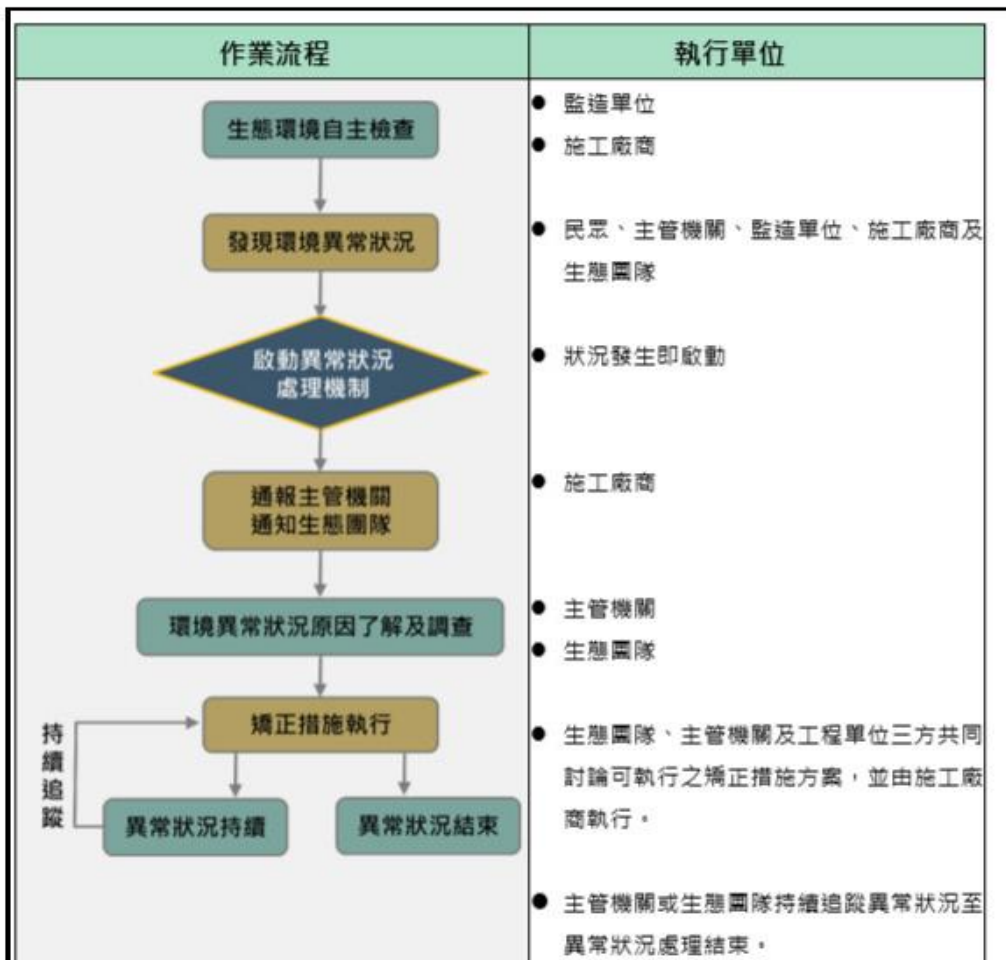 作業流程
執行單位
生態環境自主檢查
● 監造單位
● 施工廠商
發現環境異常狀況
● 民眾、主管機關、監造單位、施工廠商及
生態團隊
啟動異常狀況
處理機制
● 狀況發生即啟動
通報主管機關
通知生態團隊
● 施工廠商
環境異常狀況原因了解及調查
● 主管機關
● 生態團隊
矯正措施執行
● 生態團隊、主管機關及工程單位三方共同
討論可執行之矯正措施方案，並由施工廠
商執行。
持續追蹤
異常狀況持續
異常狀況結束
● 主管機關或生態團隊持續追蹤異常狀況至
異常狀況處理結束。